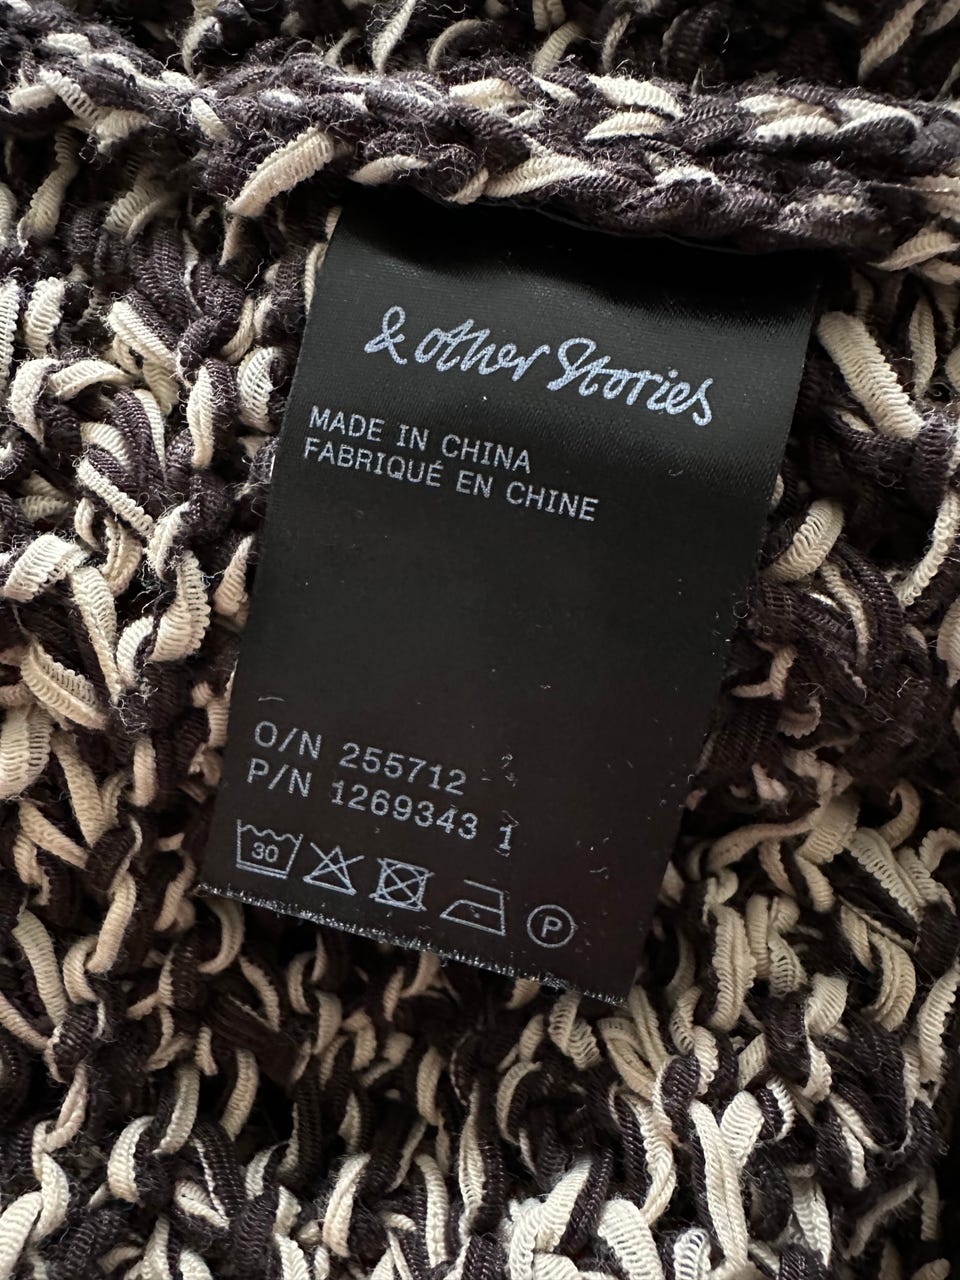 & other Stories
MADE IN CHINA
FABRIQUÉ EN CHINE
O/N 255712
P/N 1269343 1
30
P